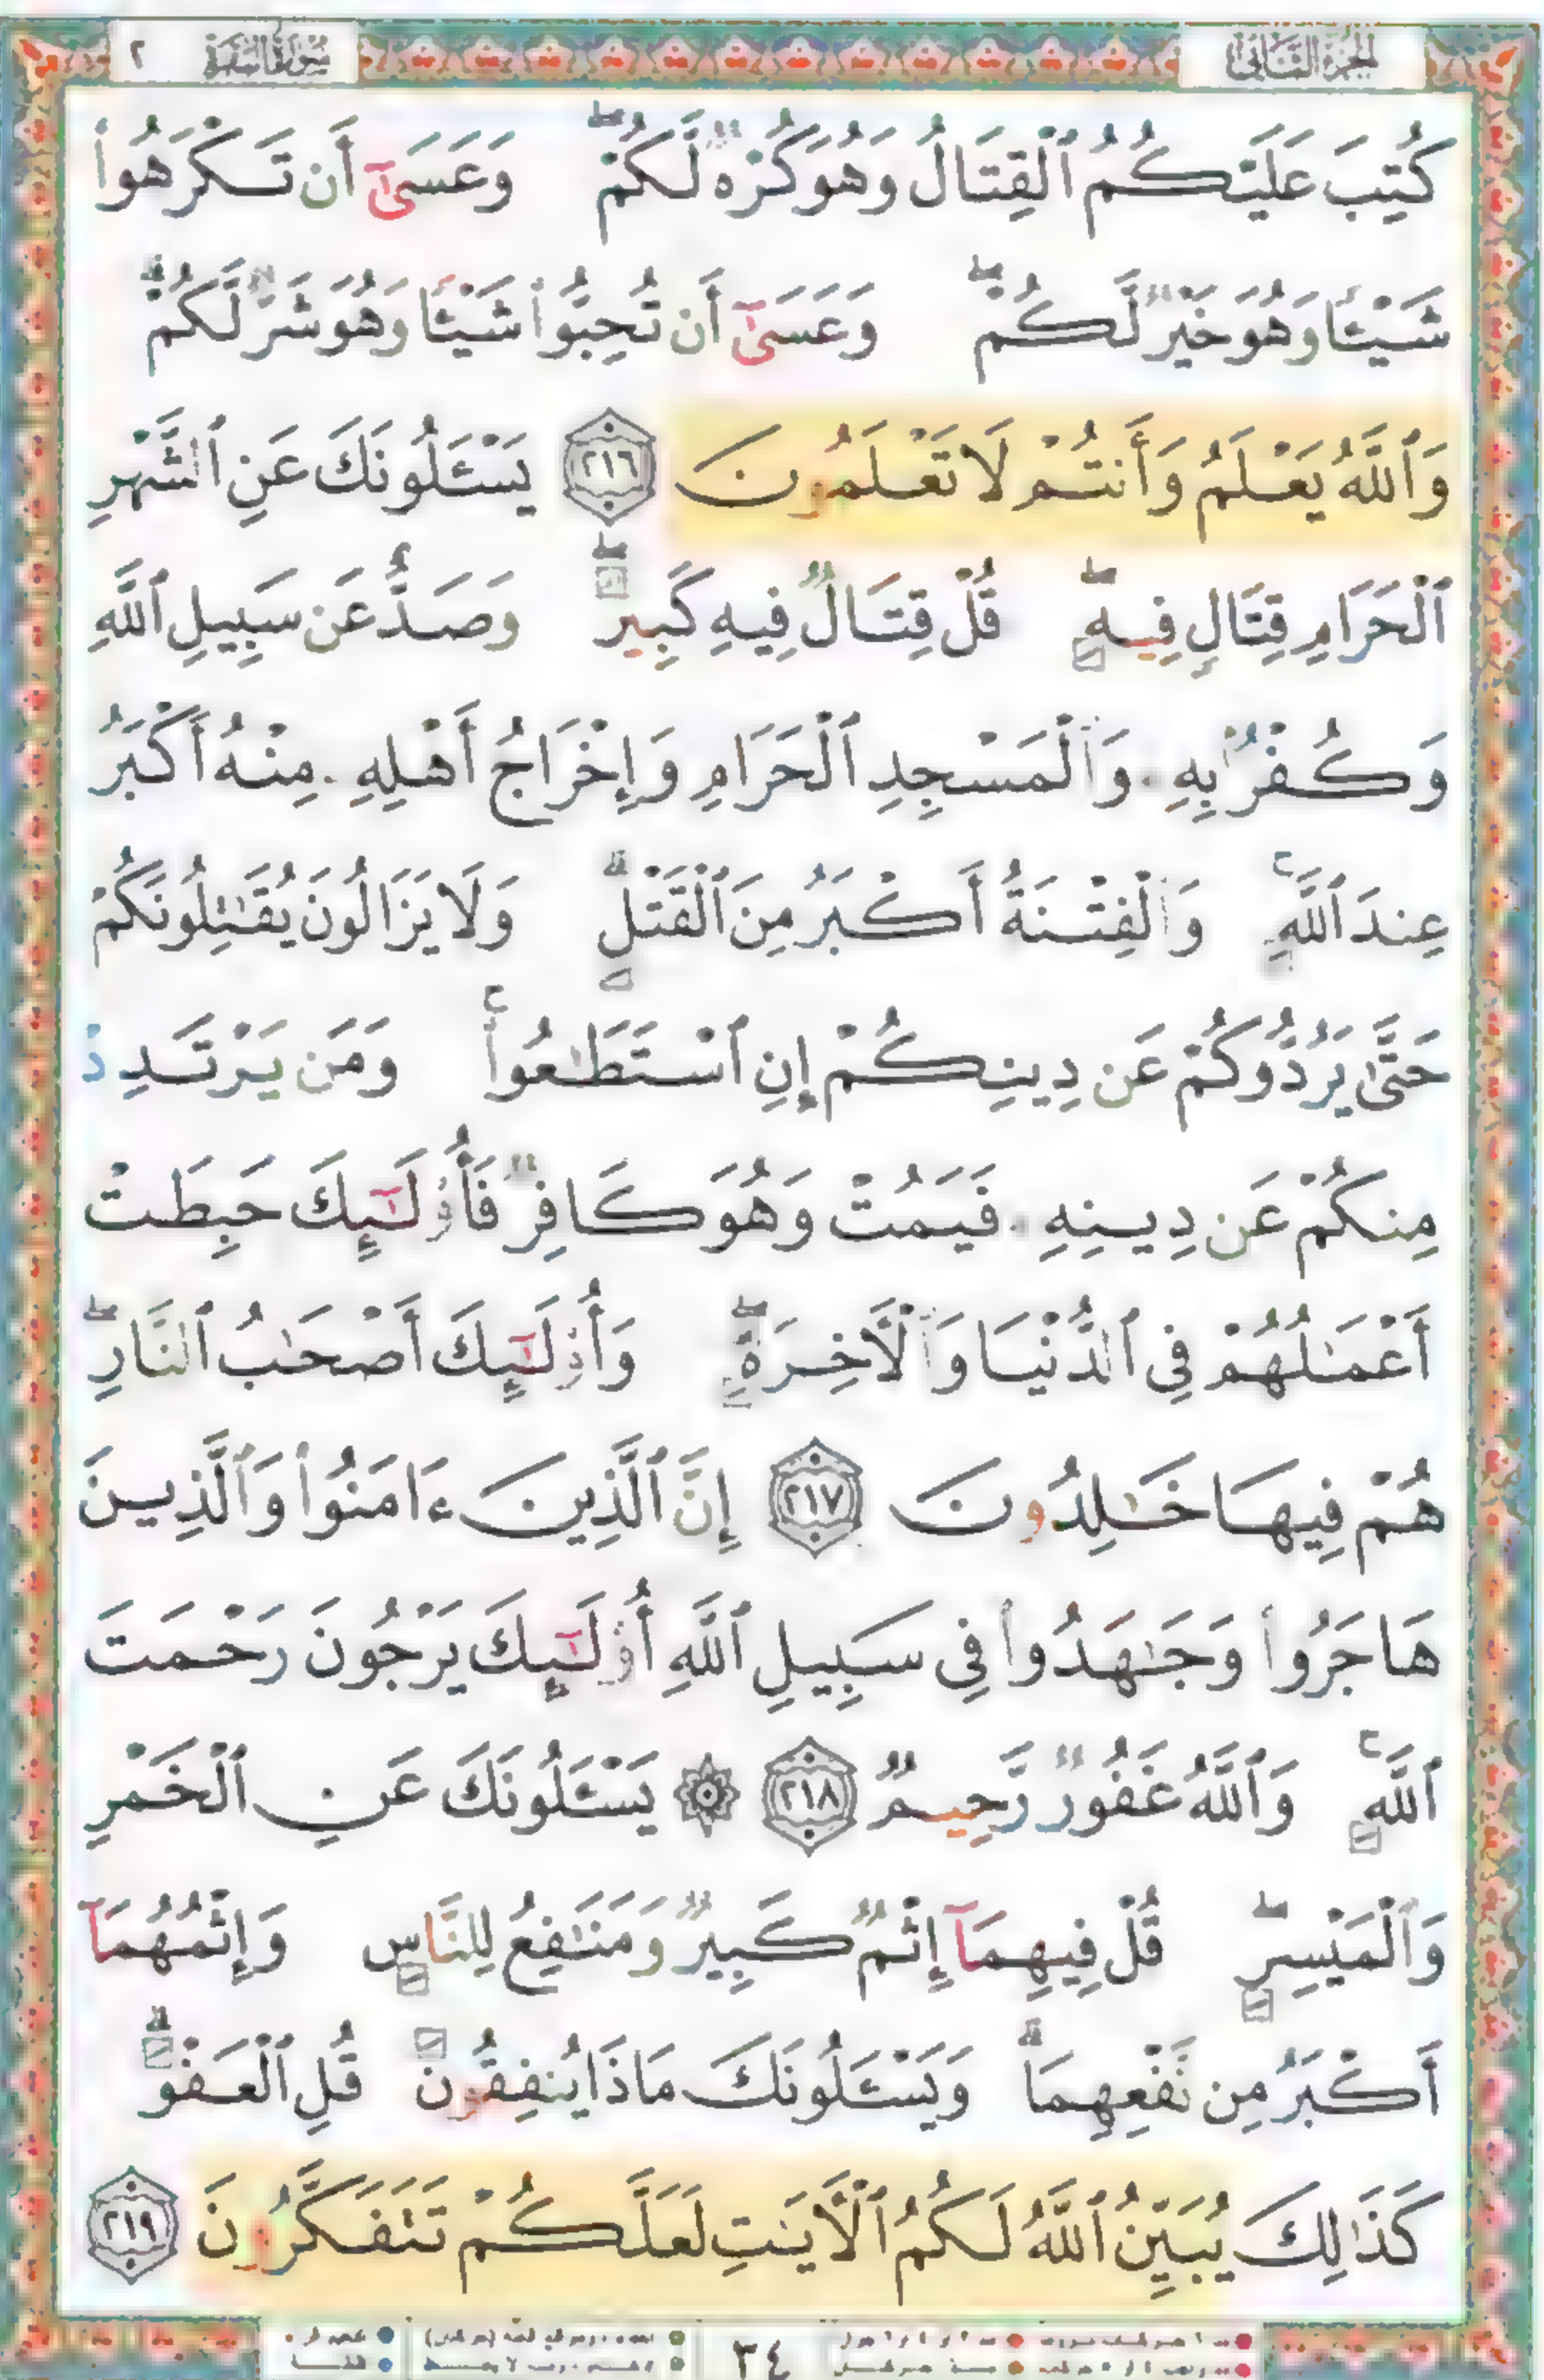 الجزء الثاني سورة البقرة ٢
كُتِبَ عَلَيْكُمُ ٱلْقِتَالُ وَهُوَ كُرْهٌ لَّكُمْ ۖ وَعَسَىٰٓ أَن تَكْرَهُوا۟
شَيْـًٔا وَهُوَ خَيْرٌ لَّكُمْ ۖ وَعَسَىٰٓ أَن تُحِبُّوا۟ شَيْـًٔا وَهُوَ شَرٌّ لَّكُمْ ۗ
وَٱللَّهُ يَعْلَمُ وَأَنتُمْ لَا تَعْلَمُونَ ٢١٦ يَسْـَٔلُونَكَ عَنِ ٱلشَّهْرِ
ٱلْحَرَامِ قِتَالٍ فِيهِ ۖ قُلْ قِتَالٌ فِيهِ كَبِيرٌ ۖ وَصَدٌّ عَن سَبِيلِ ٱللَّهِ
وَكُفْرٌۢ بِهِۦ وَٱلْمَسْجِدِ ٱلْحَرَامِ وَإِخْرَاجُ أَهْلِهِۦ مِنْهُ أَكْبَرُ
عِندَ ٱللَّهِ ۚ وَٱلْفِتْنَةُ أَكْبَرُ مِنَ ٱلْقَتْلِ ۗ وَلَا يَزَالُونَ يُقَـٰتِلُونَكُمْ
حَتَّىٰ يَرُدُّوكُمْ عَن دِينِكُمْ إِنِ ٱسْتَطَـٰعُوا۟ ۚ وَمَن يَرْتَدِدْ
مِنكُمْ عَن دِينِهِۦ فَيَمُتْ وَهُوَ كَافِرٌ فَأُو۟لَـٰٓئِكَ حَبِطَتْ
أَعْمَـٰلُهُمْ فِى ٱلدُّنْيَا وَٱلْـَٔاخِرَةِ ۖ وَأُو۟لَـٰٓئِكَ أَصْحَـٰبُ ٱلنَّارِ ۖ
هُمْ فِيهَا خَـٰلِدُونَ ٢١٧ إِنَّ ٱلَّذِينَ ءَامَنُوا۟ وَٱلَّذِينَ
هَاجَرُوا۟ وَجَـٰهَدُوا۟ فِى سَبِيلِ ٱللَّهِ أُو۟لَـٰٓئِكَ يَرْجُونَ رَحْمَتَ
ٱللَّهِ ۚ وَٱللَّهُ غَفُورٌ رَّحِيمٌ ٢١٨ ۞ يَسْـَٔلُونَكَ عَنِ ٱلْخَمْرِ
وَٱلْمَيْسِرِ ۖ قُلْ فِيهِمَآ إِثْمٌ كَبِيرٌ وَمَنَـٰفِعُ لِلنَّاسِ وَإِثْمُهُمَآ
أَكْبَرُ مِن نَّفْعِهِمَا ۗ وَيَسْـَٔلُونَكَ مَاذَا يُنفِقُونَ قُلِ ٱلْعَفْوَ ۗ
كَذَٰلِكَ يُبَيِّنُ ٱللَّهُ لَكُمُ ٱلْـَٔايَـٰتِ لَعَلَّكُمْ تَتَفَكَّرُونَ ٢١٩
٣٤